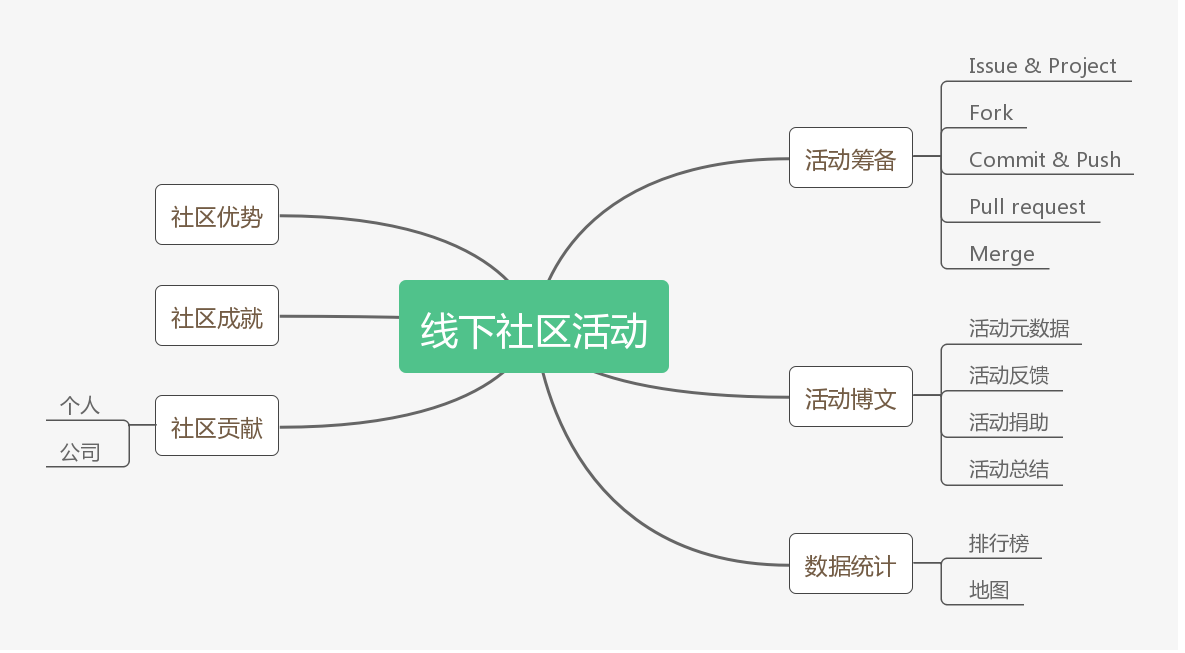 线下社区活动
活动筹备
Issue & Project
Fork
Commit & Push
Pull request
Merge
活动博文
活动元数据
活动反馈
活动捐助
活动总结
数据统计
排行榜
地图
社区优势
社区成就
社区贡献
个人
公司